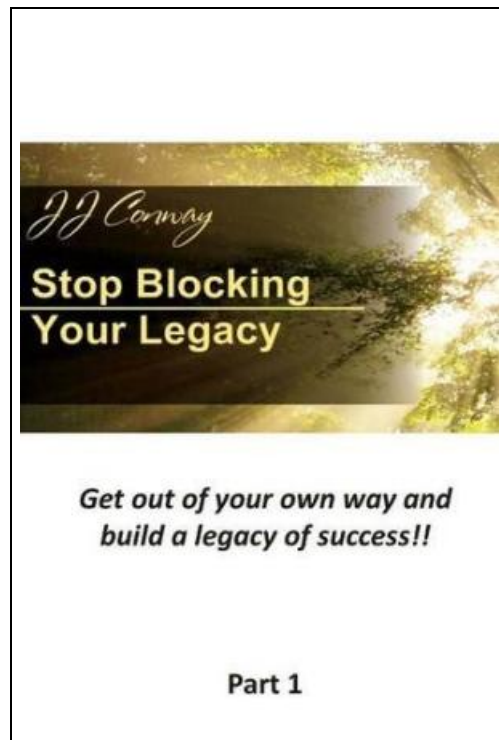 JJ Conway
Stop Blocking
Your Legacy
Get out of your own way and
build a legacy of success!!
Part 1